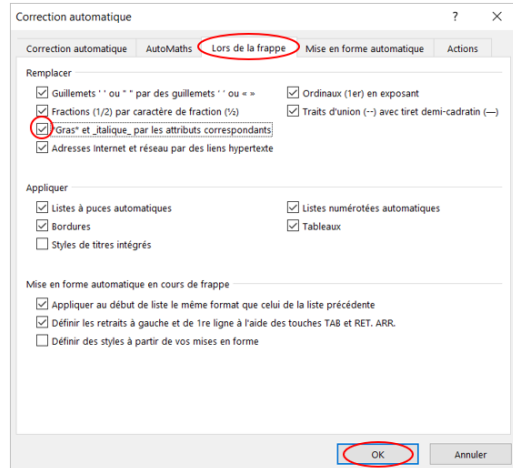 Correction automatique ? ×
Correction automatique AutoMaths Lors de la frappe Mise en forme automatique Actions
Remplacer
Guillemets ' ' ou " " par des guillemets ‘ ’ ou « »
Ordinaux (1er) en exposant
Fractions (1/2) par caractère de fraction (½)
Traits d'union (--) avec tiret demi-cadratin (—)
*Gras* et _italique_ par les attributs correspondants
Adresses Internet et réseau par des liens hypertexte
Appliquer
Listes à puces automatiques
Listes numérotées automatiques
Bordures
Tableaux
Styles de titres intégrés
Mise en forme automatique en cours de frappe
Appliquer au début de liste le même format que celui de la liste précédente
Définir les retraits à gauche et de 1re ligne à l'aide des touches TAB et RET. ARR.
Définir des styles à partir de vos mises en forme
OK Annuler